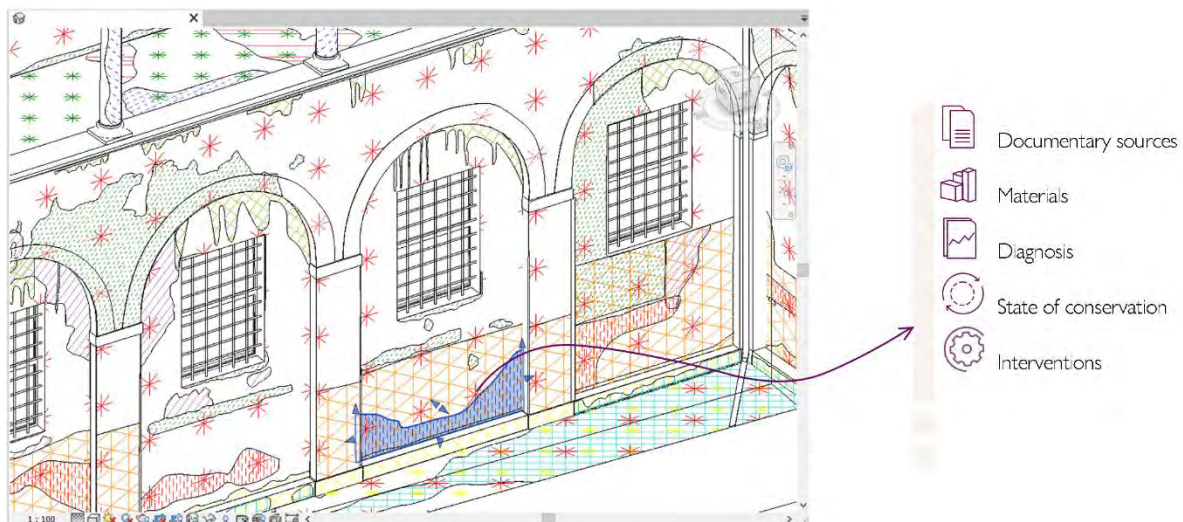 Documentary sources
Materials
Diagnosis
State of conservation
Interventions
1 : 100